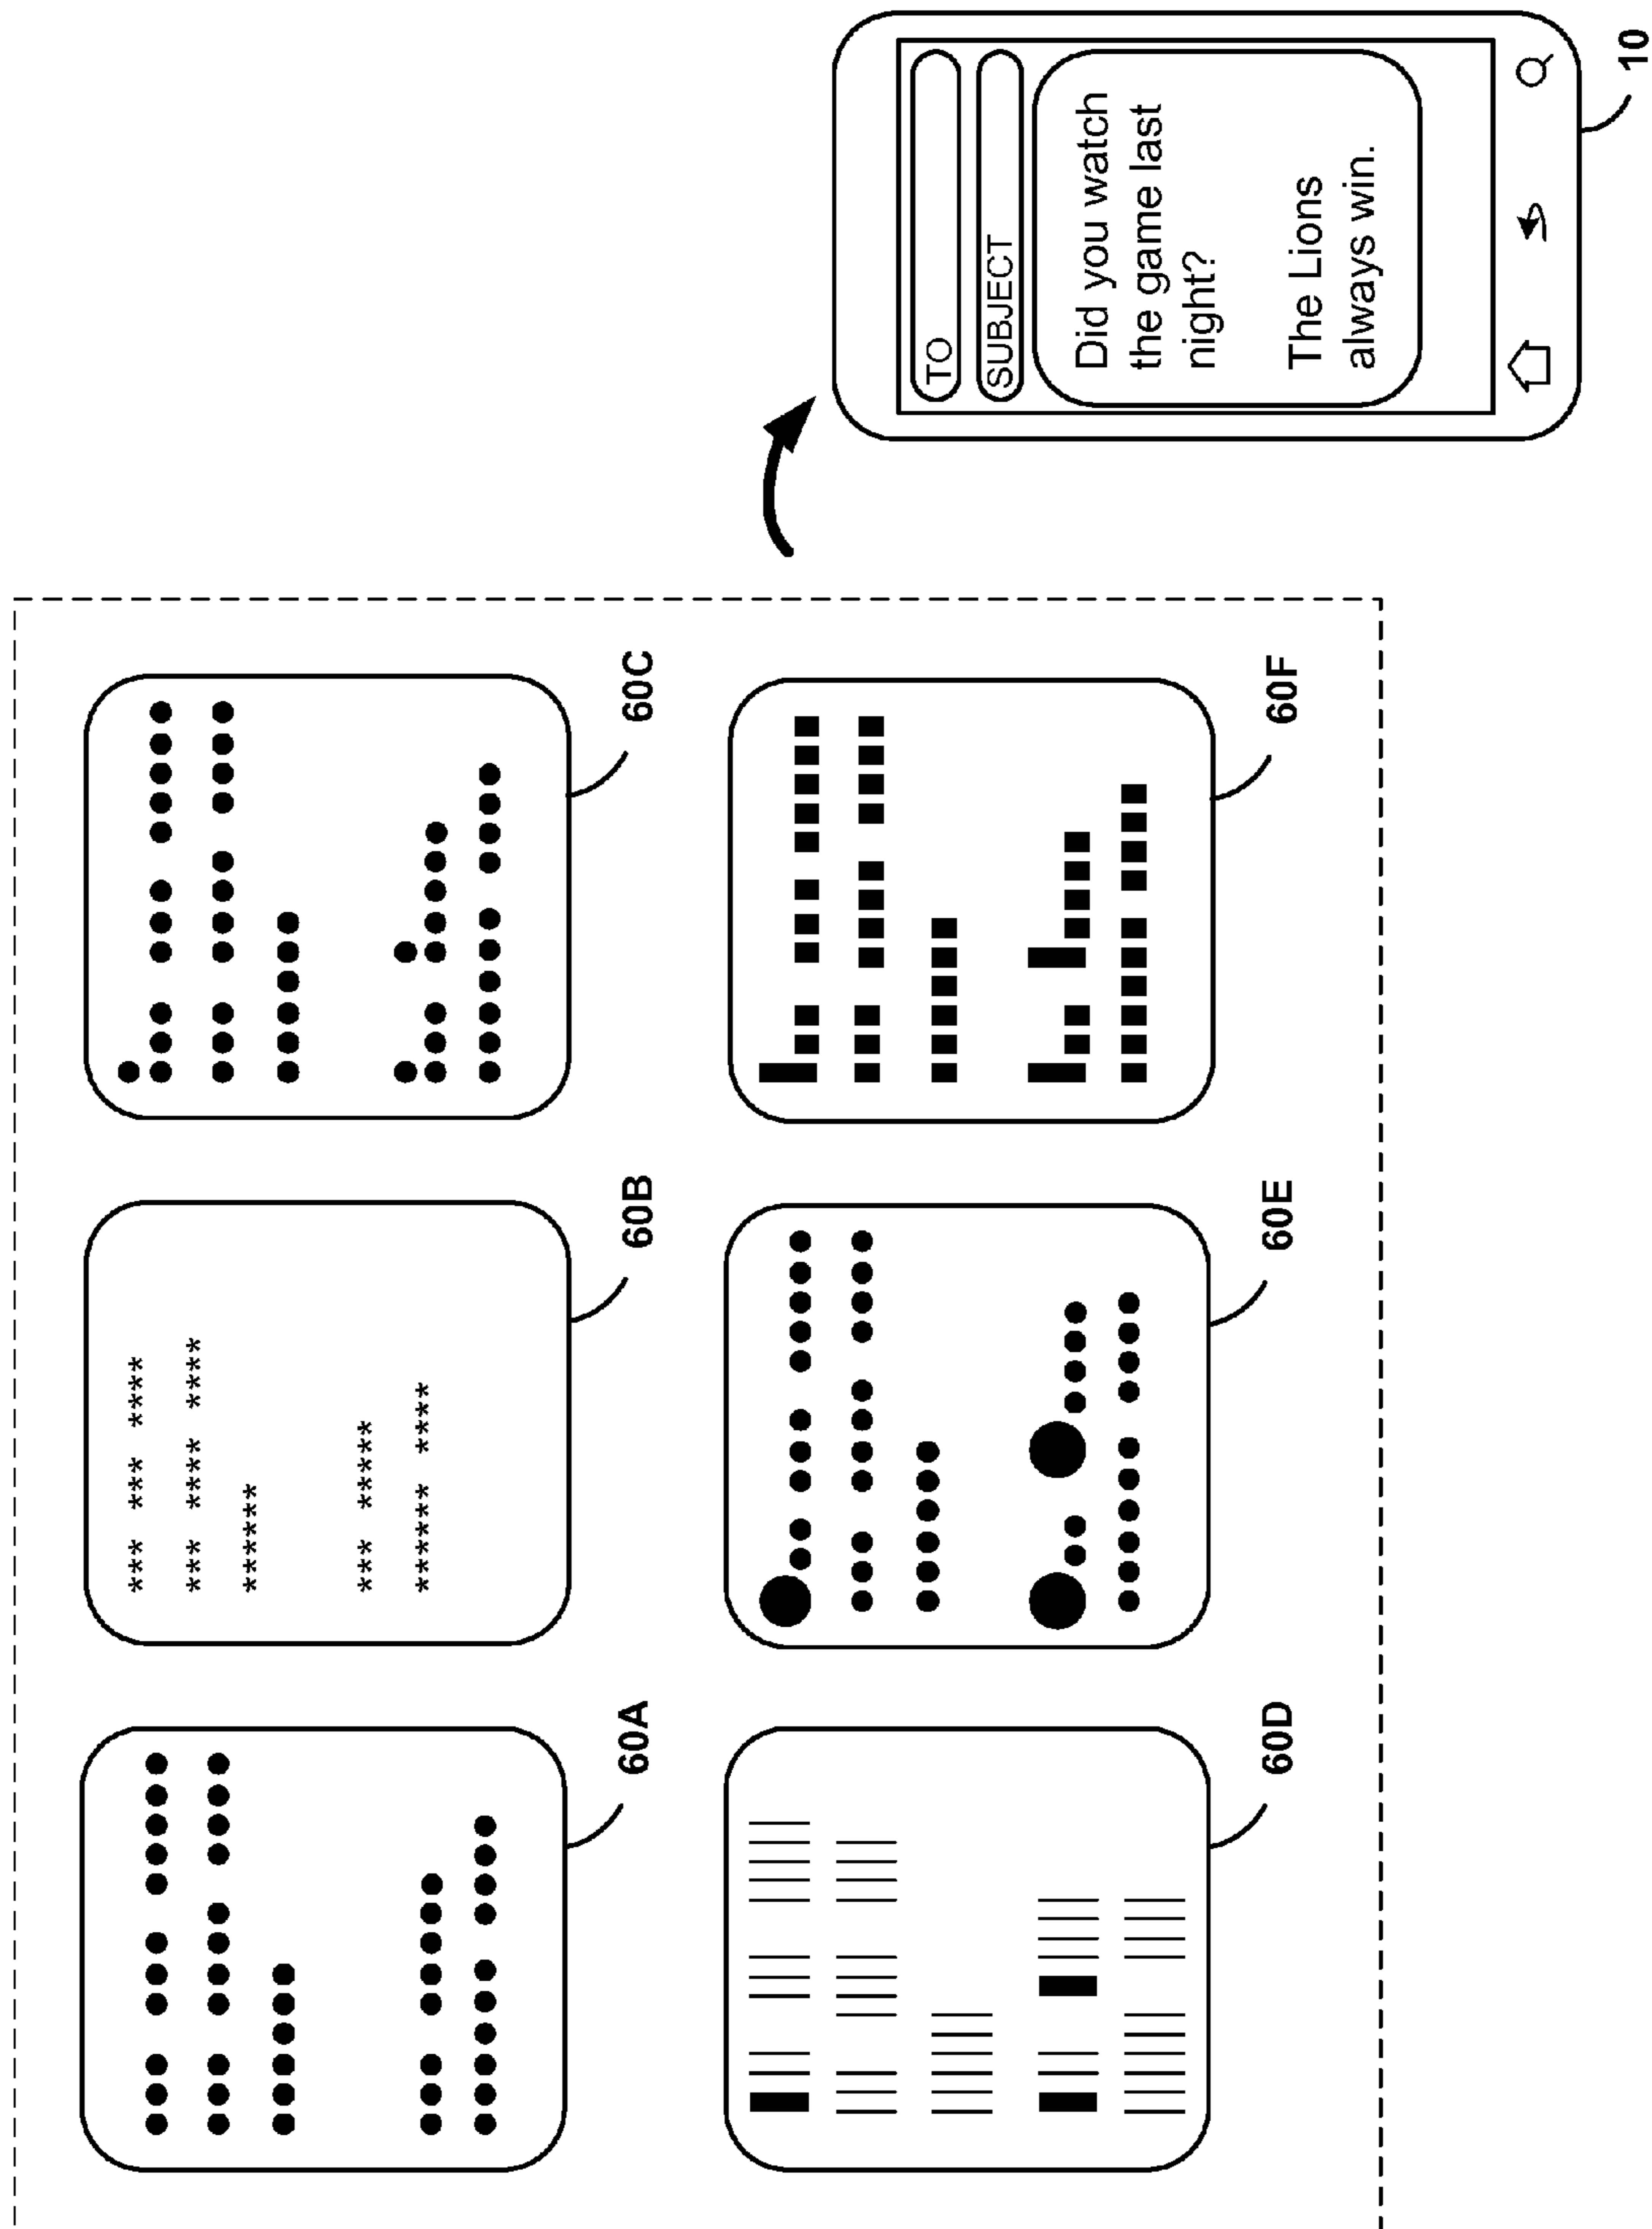 60A
60B
60C
60D
60E
60F
TO
SUBJECT
Did you watch
the game last
night?
The Lions
always win.
10